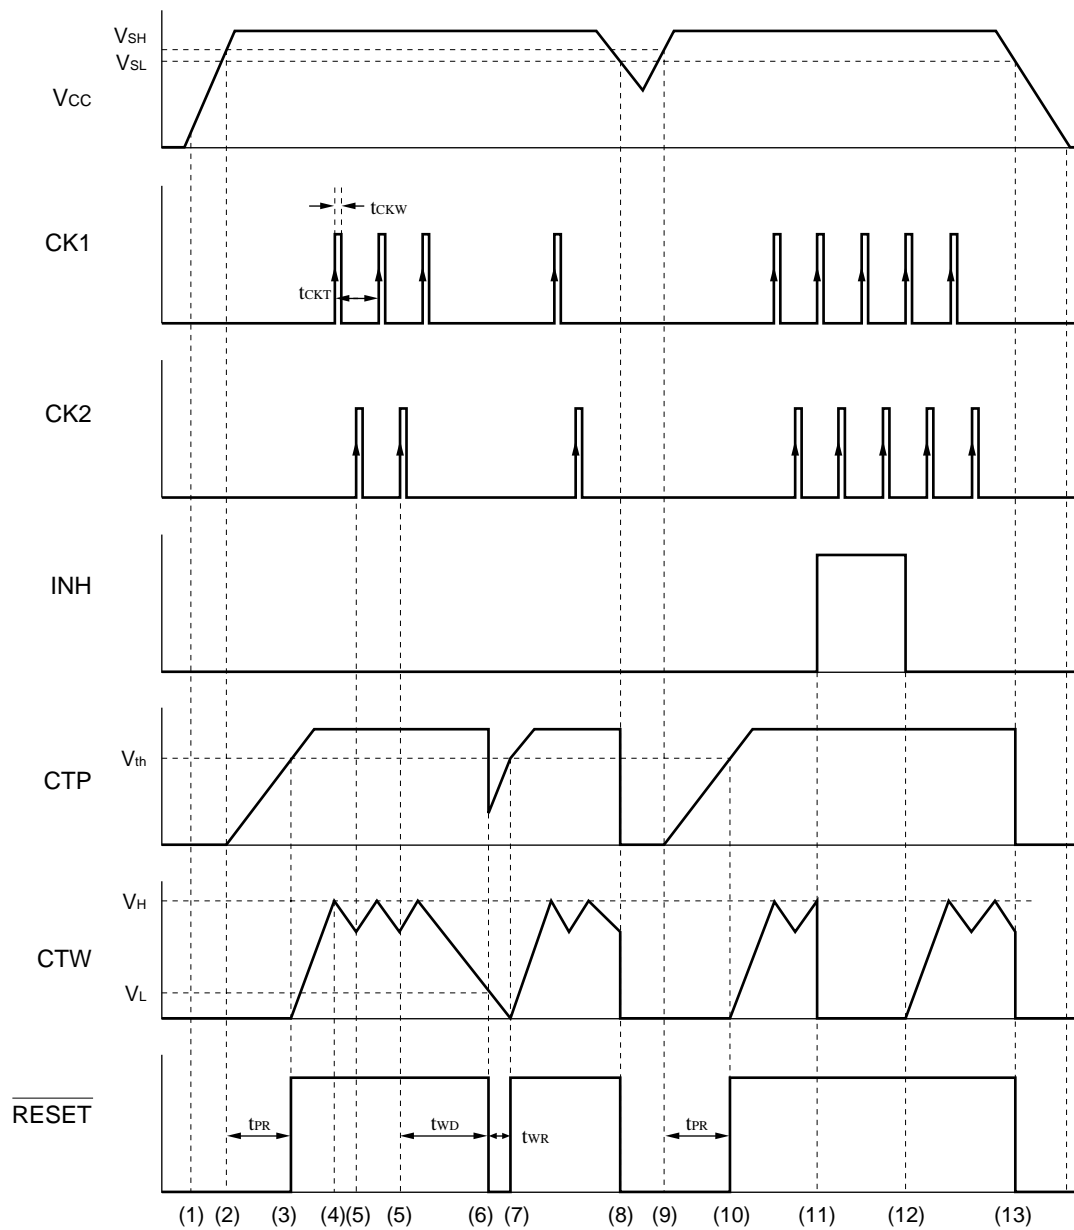 VSH
VSL
VCC
CK1
tCKW
tCKT
CK2
INH
Vth
CTP
VH
CTW
VL
RESET
tPR
tWD
tWR
tPR
(1) (2) (3) (4) (5) (5) (6) (7) (8) (9) (10) (11) (12) (13)